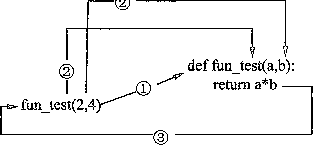 ②
②
①
def fun_test(a,b):
return a*b
fun_test(2,4)
③